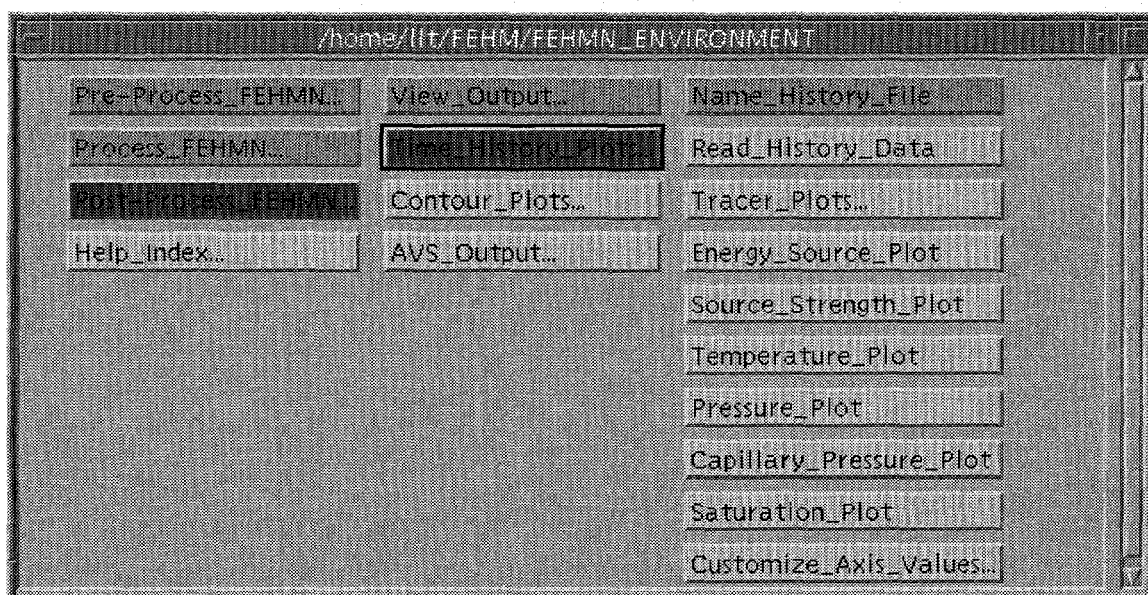 /home/llt/FEHM/FEHMN_ENVIRONMENT
Pre-Process_FEHMN... View_Output... Name_History_File
Process_FEHMN... Time_History_Plots... Read_History_Data
Post-Process_FEHMN... Contour_Plots... Tracer_Plots...
Help_Index... AVS_Output... Energy_Source_Plot
Source_Strength_Plot
Temperature_Plot
Pressure_Plot
Capillary_Pressure_Plot
Saturation_Plot
Customize_Axis_Values...